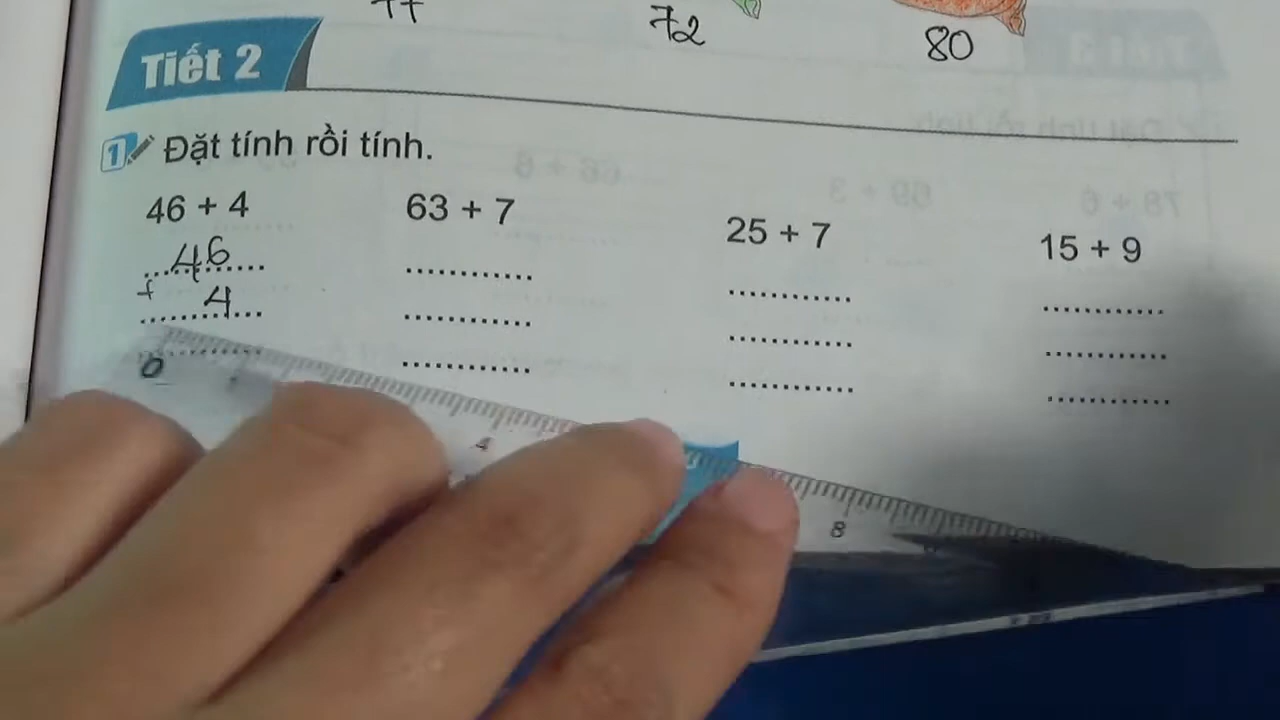 72 80
Tiết 2
1 Đặt tính rồi tính.
46 + 4 63 + 7 25 + 7 15 + 9
46
+ 4
0 4 8